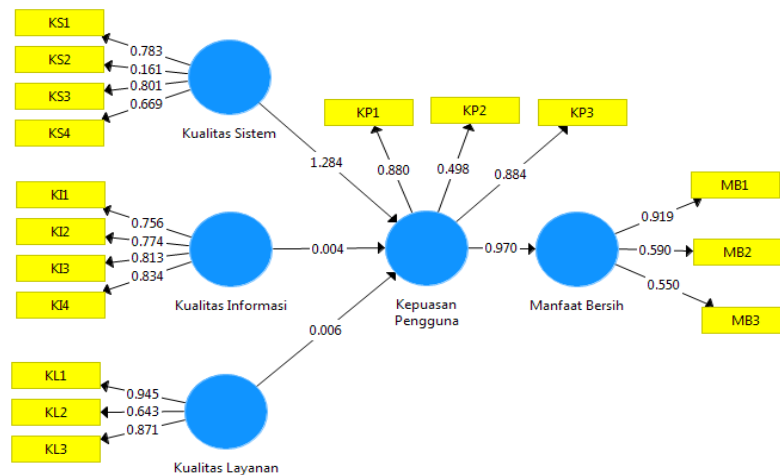 KS1
KS2
KS3
KS4
0.783
0.161
0.801
0.669
Kualitas Sistem
1.284
KP1
KP2
KP3
0.880
0.498
0.884
KI1
KI2
KI3
KI4
0.756
0.774
0.813
0.834
Kualitas Informasi
0.004
Kepuasan
Pengguna
0.970
Manfaat Bersih
MB1
MB2
MB3
0.919
0.590
0.550
0.006
KL1
KL2
KL3
0.945
0.643
0.871
Kualitas Layanan